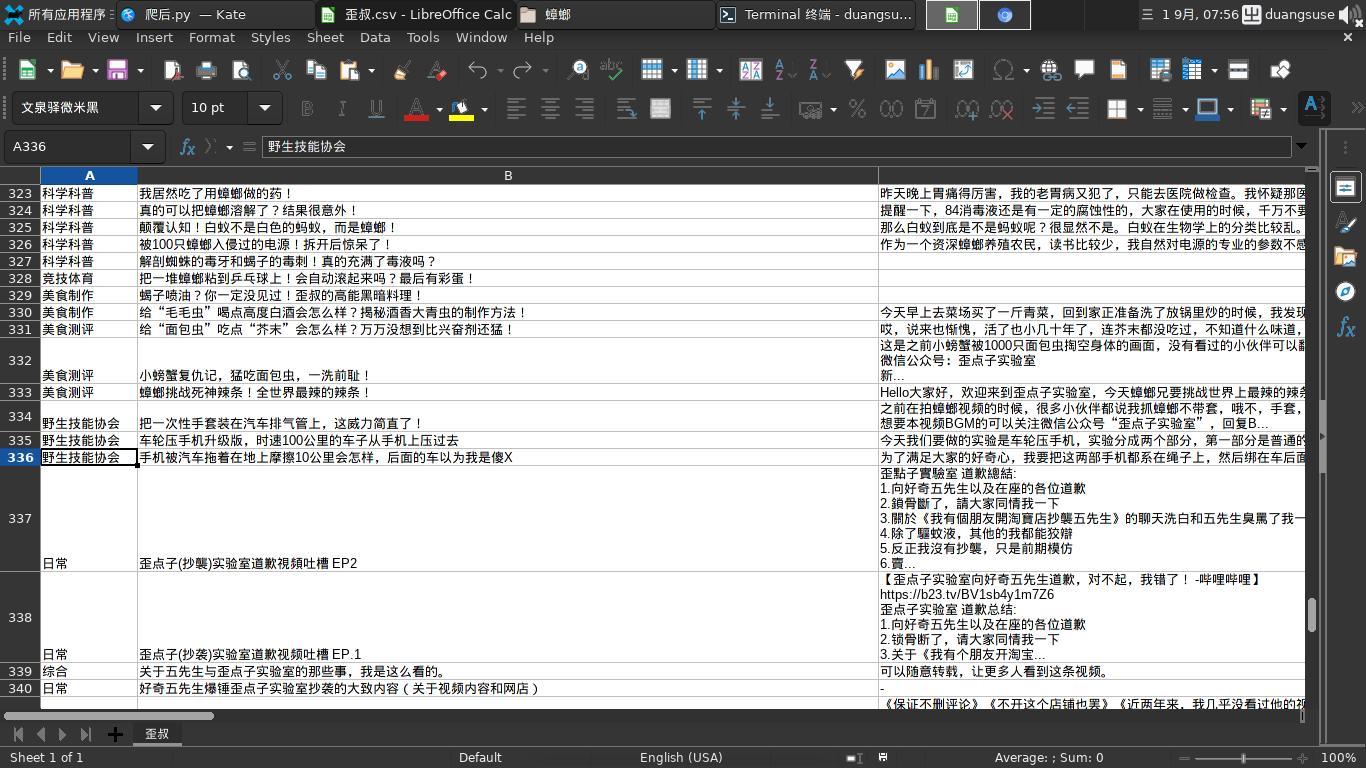 所有应用程序
爬后.py — Kate
歪叔.csv - LibreOffice Calc
蟑螂
Terminal 终端 - duangsu...
三 1 9月, 07:56
duangsuse
File Edit View Insert Format Styles Sheet Data Tools Window Help
文泉驿微米黑
10 pt
A336
野生技能协会
A B
323 科学科普 我居然吃了用蟑螂做的药！ 昨天晚上胃痛得厉害，我的老胃病又犯了，只能去医院做检查。我怀疑那医
324 科学科普 真的可以把蟑螂溶解了？结果很意外！ 提醒一下，84消毒液还是有一定的腐蚀性的，大家在使用的时候，千万不要
325 科学科普 颠覆认知！白蚁不是白色的蚂蚁，而是蟑螂！ 那么白蚁到底是不是蚂蚁呢？很显然不是。白蚁在生物学上的分类比较乱。
326 科学科普 被100只蟑螂入侵过的电源！拆开后惊呆了！ 作为一个资深蟑螂养殖农民，读书比较少，我自然对电源的专业的参数不感
327 科学科普 解剖蜘蛛的毒牙和蝎子的毒刺！真的充满了毒液吗？
328 竞技体育 把一堆蟑螂粘到乒乓球上！会自动滚起来吗？最后有彩蛋！
329 美食制作 蝎子喷油？你一定没见过！歪叔的高能黑暗料理！
330 美食制作 给“毛毛虫”喝点高度白酒会怎么样？揭秘酒香大青虫的制作方法！ 今天早上去菜场买了一斤青菜，回到家正准备洗了放锅里炒的时候，我发现
331 美食测评 给“面包虫”吃点“芥末”会怎么样？万万没想到比兴奋剂还猛！ 哎，说来也惭愧，活了也小几十年了，连芥末都没吃过，不知道什么味道，
这是之前小螃蟹被1000只面包虫掏空身体的画面，没有看过的小伙伴可以翻
微信公众号：歪点子实验室
新...
332 美食测评 小螃蟹复仇记，猛吃面包虫，一洗前耻！
333 美食测评 蟑螂挑战死神辣条！全世界最辣的辣条！ Hello大家好，欢迎来到歪点子实验室，今天蟑螂兄要挑战世界上最辣的辣条
之前在拍蟑螂视频的时候，很多小伙伴都说我抓蟑螂不带套，哦不，手套，
334 野生技能协会 把一次性手套装在汽车排气管上，这威力简直了！ 想要本视频BGM的可以关注微信公众号“歪点子实验室”，回复B...
335 野生技能协会 车轮压手机升级版，时速100公里的车子从手机上压过去 今天我们要做的实验是车轮压手机，实验分成两个部分，第一部分是普通的
336 野生技能协会 手机被汽车拖着在地上摩擦10公里会怎样，后面的车以为我是傻X 为了满足大家的好奇心，我要把这两部手机都系在绳子上，然后绑在车后面
歪點子實驗室 道歉總結:
1.向好奇五先生以及在座的各位道歉
2.鎖骨斷了，請大家同情我一下
3.關於《我有個朋友開淘寶店抄襲五先生》的聊天洗白和五先生臭罵了我一
4.除了驅蚊液，其他的我都能狡辯
5.反正我沒有抄襲，只是前期模仿
6.賣...
337 日常 歪点子(抄襲)实验室道歉視頻吐槽 EP2
【歪点子实验室向好奇五先生道歉，对不起，我错了！-哔哩哔哩】
https://b23.tv/BV1sb4y1m7Z6
歪点子实验室 道歉总结:
1.向好奇五先生以及在座的各位道歉
2.锁骨断了，请大家同情我一下
3.关于《我有个朋友开淘宝...
338 日常 歪点子(抄袭)实验室道歉视频吐槽 EP.1
339 综合 关于五先生与歪点子实验室的那些事，我是这么看的。 可以随意转载，让更多人看到这条视频。
340 日常 好奇五先生爆锤歪点子实验室抄袭的大致内容（关于视频内容和网店） -
《保证不删评论》《不开这个店铺也罢》《近两年来，我几乎没看过他的视
歪叔
Sheet 1 of 1 Default English (USA) Average: ; Sum: 0 100%